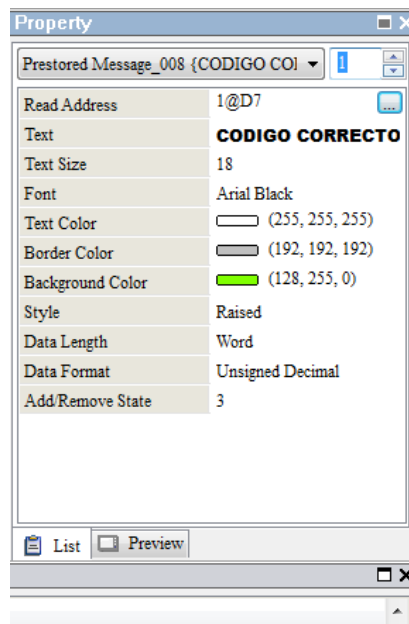 Property
Prestored Message_008 {CODIGO COI 1
Read Address 1@D7 ...
Text CODIGO CORRECTO
Text Size 18
Font Arial Black
Text Color (255, 255, 255)
Border Color (192, 192, 192)
Background Color (128, 255, 0)
Style Raised
Data Length Word
Data Format Unsigned Decimal
Add/Remove State 3
List Preview